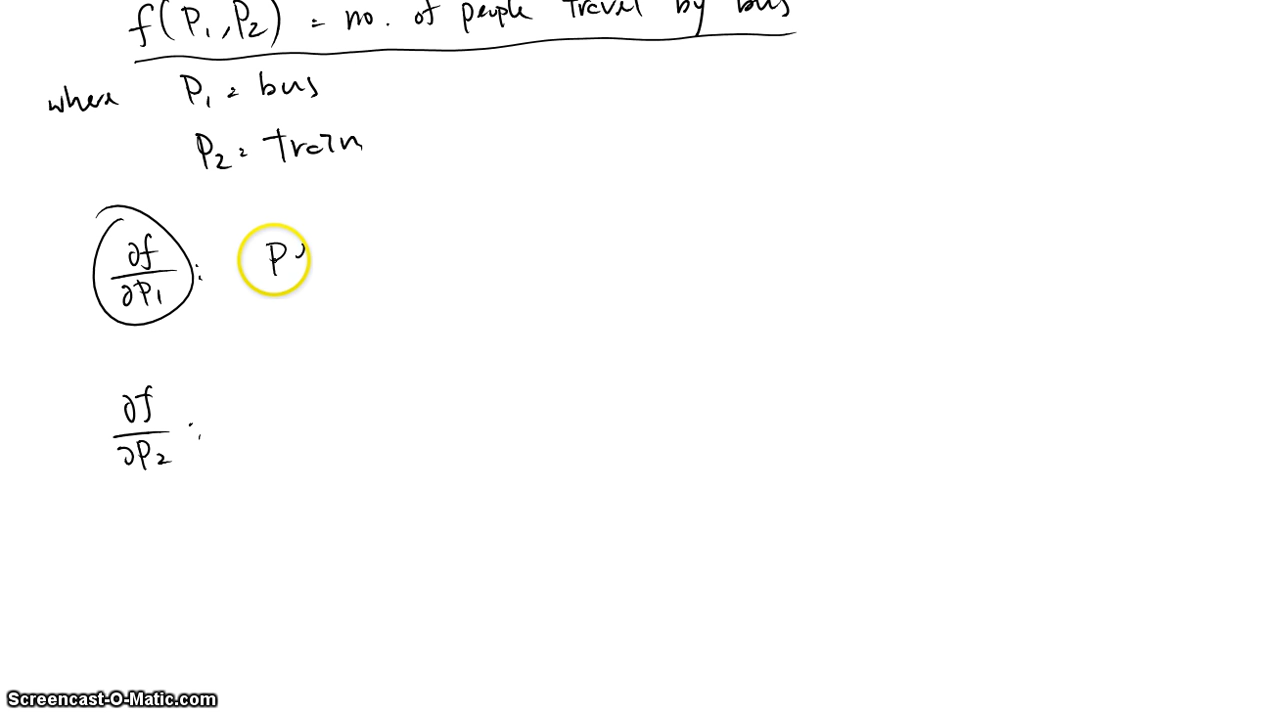 f(P₁,P₂) = no. of people travel by bus
where P₁ = bus
P₂ = train
∂f/∂P₁ : P
∂f/∂P₂ :
Screencast-O-Matic.com